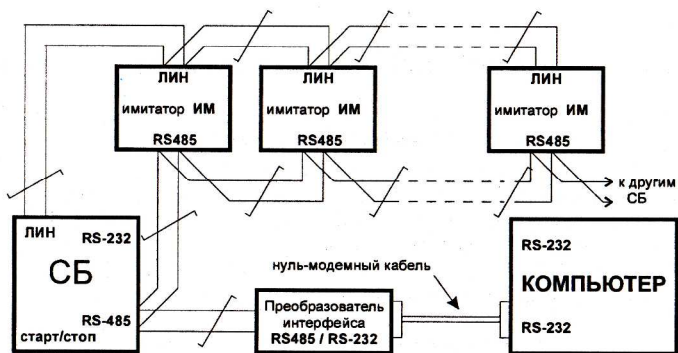 ЛИН
имитатор ИМ
RS485
ЛИН
имитатор ИМ
RS485
ЛИН
имитатор ИМ
RS485
к другим
СБ
ЛИН
RS-232
СБ
RS-485
старт/стоп
нуль-модемный кабель
Преобразователь
интерфейса
RS485 / RS-232
RS-232
КОМПЬЮТЕР
RS-232